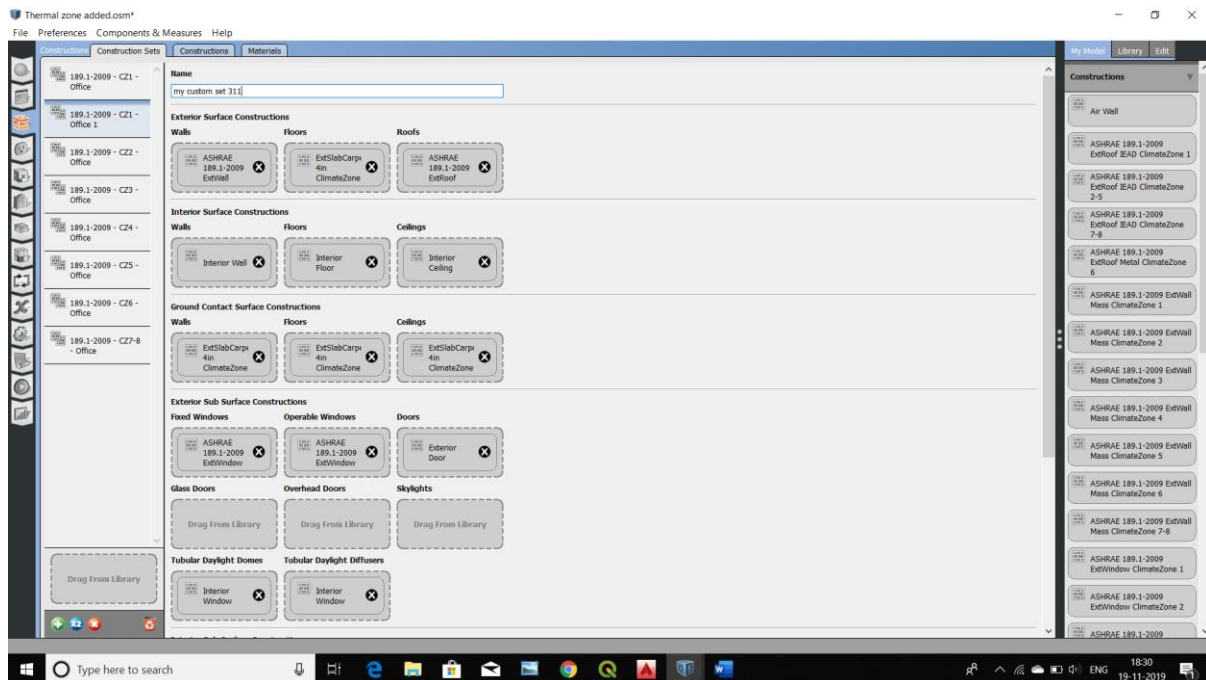 Thermal zone added.osm*
File Preferences Components & Measures Help
Constructions Construction Sets Constructions Materials
My Model Library Edit
189.1-2009 - CZ1 -
Office
189.1-2009 - CZ1 -
Office 1
189.1-2009 - CZ2 -
Office
189.1-2009 - CZ3 -
Office
189.1-2009 - CZ4 -
Office
189.1-2009 - CZ5 -
Office
189.1-2009 - CZ6 -
Office
189.1-2009 - CZ7-8
- Office
Drag From Library
x2
Name
my custom set 311
Exterior Surface Constructions
Walls Floors Roofs
ASHRAE
189.1-2009
ExtWall
ExtSlabCarpe
4in
ClimateZone
ASHRAE
189.1-2009
ExtRoof
Interior Surface Constructions
Walls Floors Ceilings
Interior Wall
Interior
Floor
Interior
Ceiling
Ground Contact Surface Constructions
Walls Floors Ceilings
ExtSlabCarpe
4in
ClimateZone
ExtSlabCarpe
4in
ClimateZone
ExtSlabCarpe
4in
ClimateZone
Exterior Sub Surface Constructions
Fixed Windows Operable Windows Doors
ASHRAE
189.1-2009
ExtWindow
ASHRAE
189.1-2009
ExtWindow
Exterior
Door
Glass Doors Overhead Doors Skylights
Drag From Library Drag From Library Drag From Library
Tubular Daylight Domes Tubular Daylight Diffusers
Interior
Window
Interior
Window
Constructions
Air Wall
ASHRAE 189.1-2009
ExtRoof IEAD ClimateZone 1
ASHRAE 189.1-2009
ExtRoof IEAD ClimateZone
2-5
ASHRAE 189.1-2009
ExtRoof IEAD ClimateZone
7-8
ASHRAE 189.1-2009
ExtRoof Metal ClimateZone
6
ASHRAE 189.1-2009 ExtWall
Mass ClimateZone 1
ASHRAE 189.1-2009 ExtWall
Mass ClimateZone 2
ASHRAE 189.1-2009 ExtWall
Mass ClimateZone 3
ASHRAE 189.1-2009 ExtWall
Mass ClimateZone 4
ASHRAE 189.1-2009 ExtWall
Mass ClimateZone 5
ASHRAE 189.1-2009 ExtWall
Mass ClimateZone 6
ASHRAE 189.1-2009 ExtWall
Mass ClimateZone 7-8
ASHRAE 189.1-2009
ExtWindow ClimateZone 1
ASHRAE 189.1-2009
ExtWindow ClimateZone 2
ASHRAE 189.1-2009
Type here to search
ENG
18:30
19-11-2019